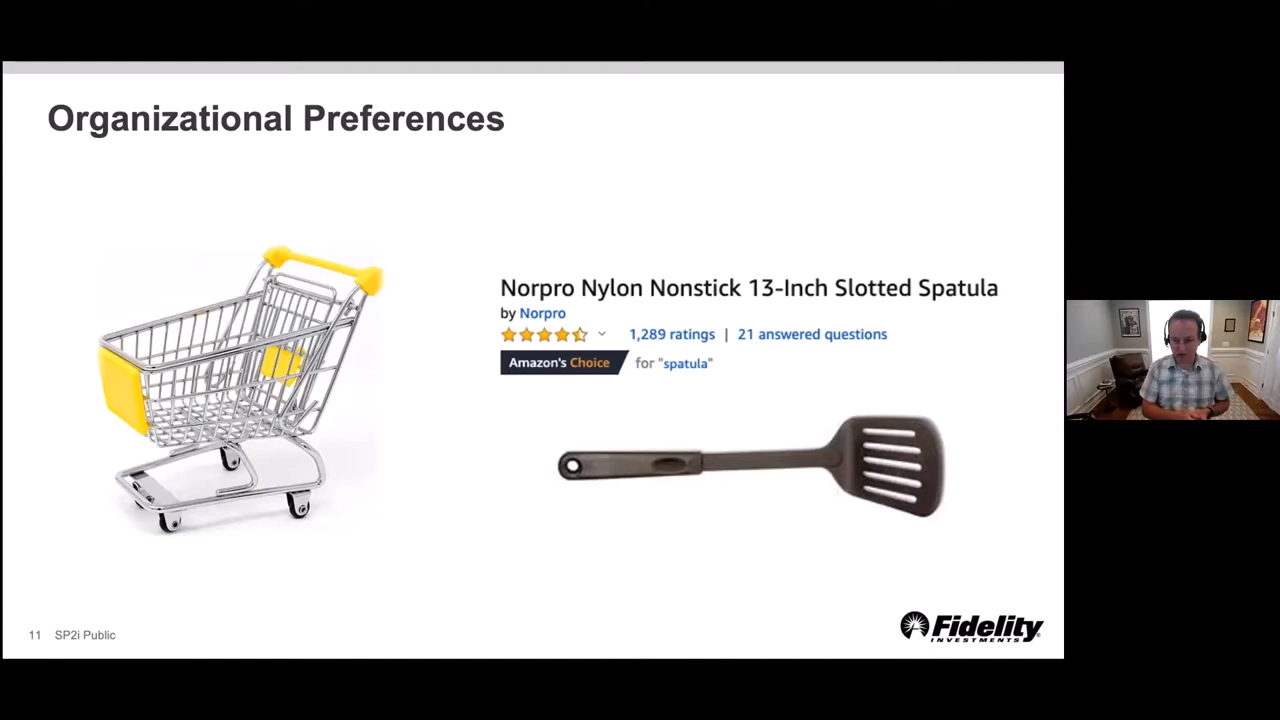 Organizational Preferences
Norpro Nylon Nonstick 13-Inch Slotted Spatula
by Norpro
1,289 ratings | 21 answered questions
Amazon's Choice for "spatula"
11 SP2i Public
Fidelity
INVESTMENTS